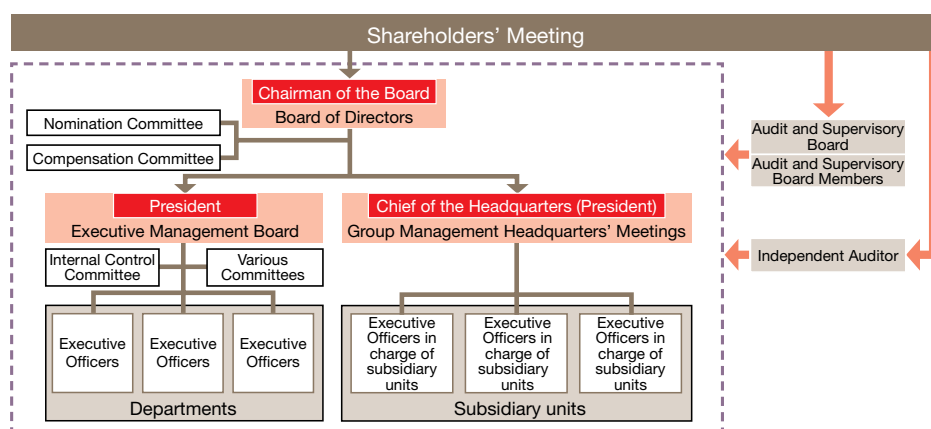 Shareholders' Meeting
Chairman of the Board
Board of Directors
Nomination Committee
Compensation Committee
Audit and Supervisory
Board
Audit and Supervisory
Board Members
President
Executive Management Board
Chief of the Headquarters (President)
Group Management Headquarters' Meetings
Internal Control
Committee
Various
Committees
Independent Auditor
Executive
Officers
Executive
Officers
Executive
Officers
Departments
Executive
Officers in
charge of
subsidiary
units
Executive
Officers in
charge of
subsidiary
units
Executive
Officers in
charge of
subsidiary
units
Subsidiary units